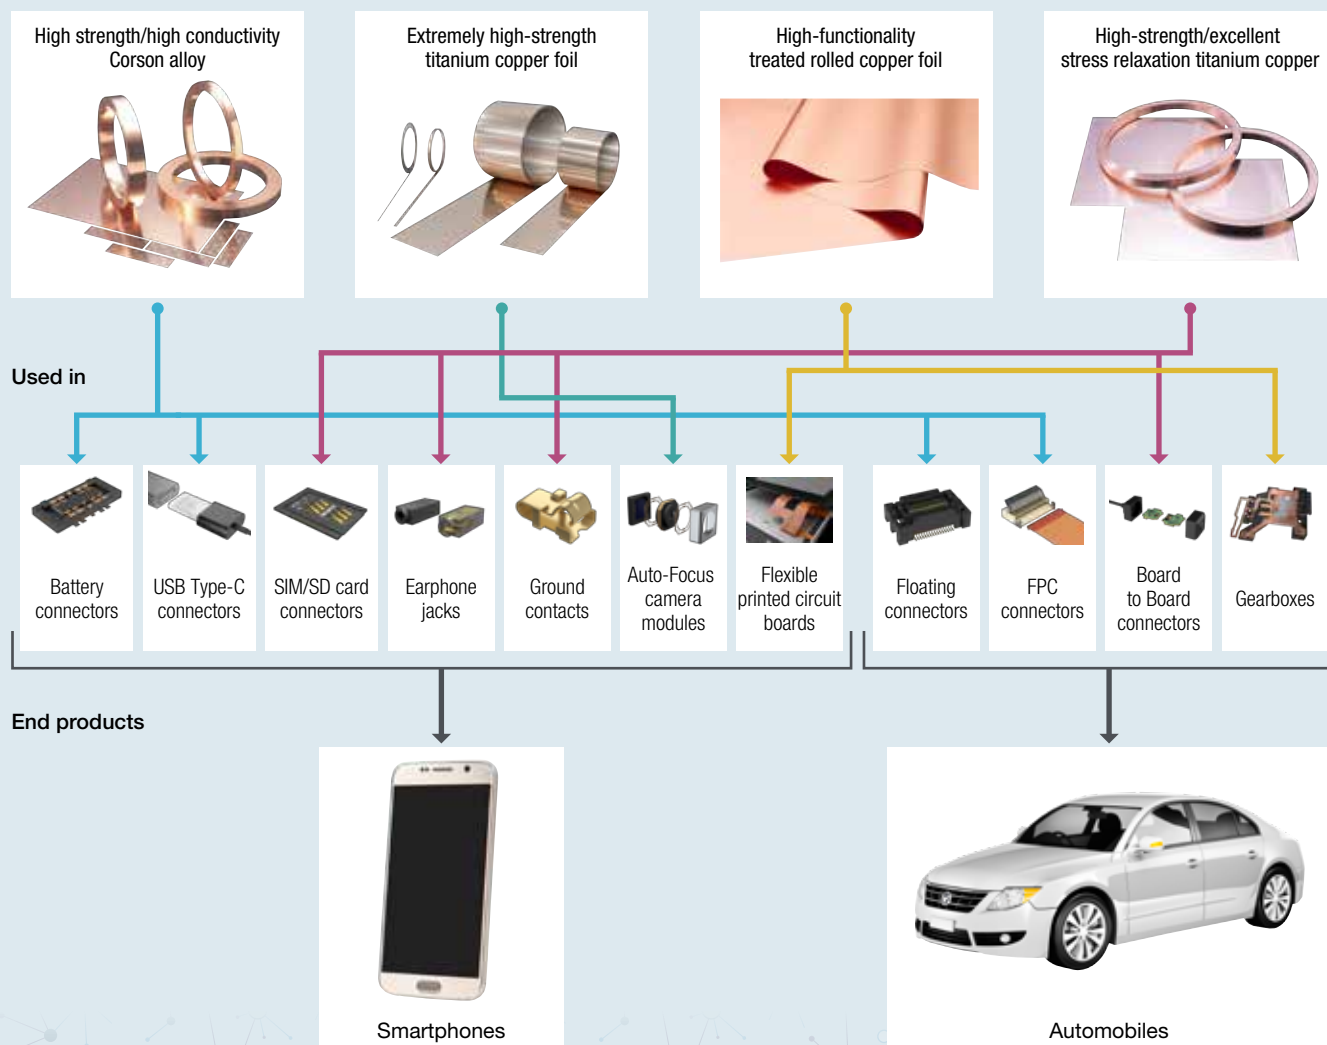 High strength/high conductivity
Corson alloy
Extremely high-strength
titanium copper foil
High-functionality
treated rolled copper foil
High-strength/excellent
stress relaxation titanium copper
Used in
Battery
connectors
USB Type-C
connectors
SIM/SD card
connectors
Earphone
jacks
Ground
contacts
Auto-Focus
camera
modules
Flexible
printed circuit
boards
Floating
connectors
FPC
connectors
Board
to Board
connectors
Gearboxes
End products
Smartphones
Automobiles